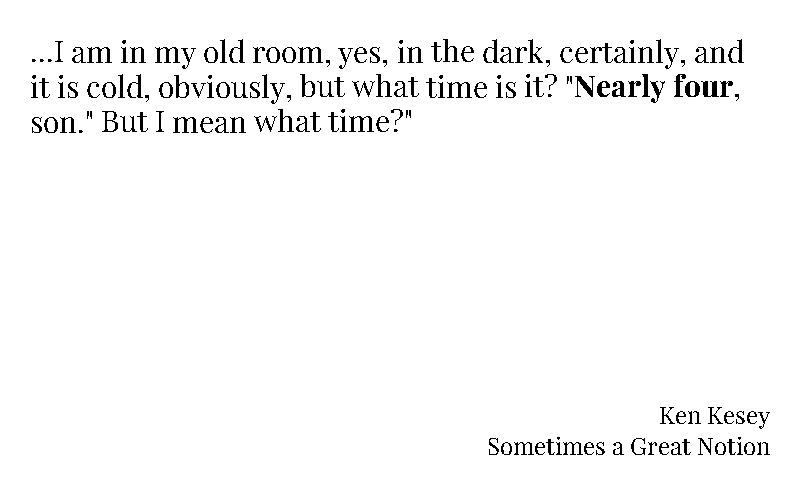 ...I am in my old room, yes, in the dark, certainly, and
it is cold, obviously, but what time is it? "Nearly four,
son." But I mean what time?"
Ken Kesey
Sometimes a Great Notion